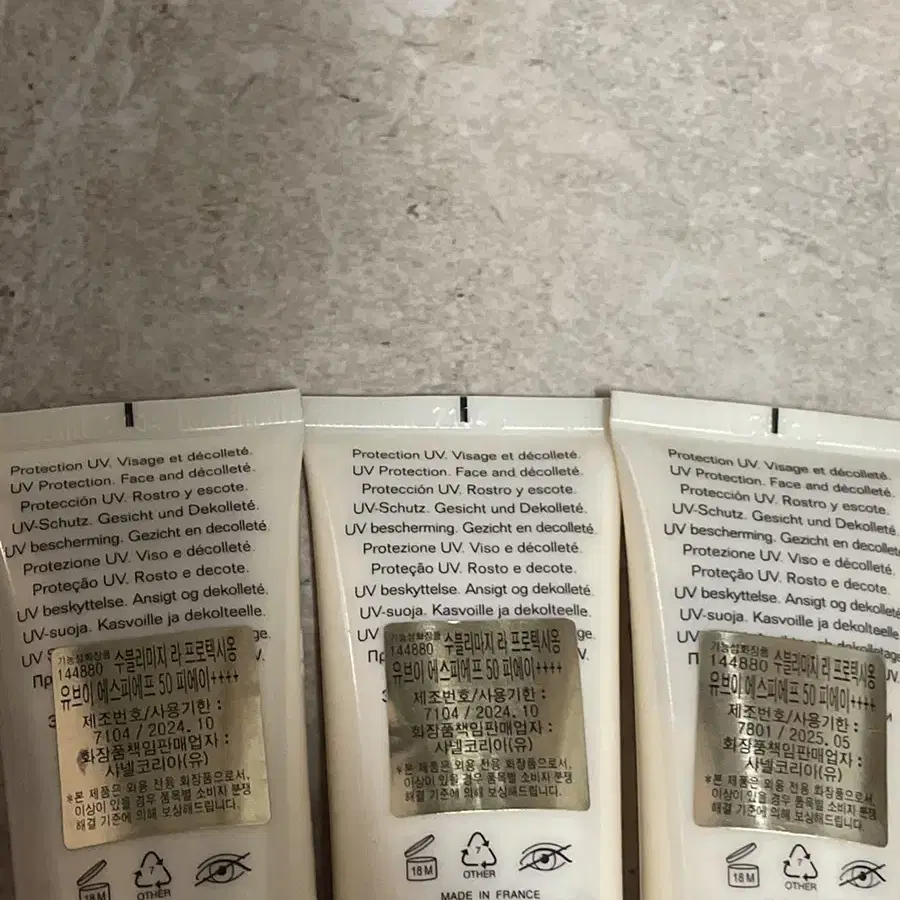 Protection UV. Visage et décolleté.
UV Protection. Face and décolleté.
Protección UV. Rostro y escote.
UV-Schutz. Gesicht und Dekolleté.
UV bescherming. Gezicht en decolleté.
Protezione UV. Viso e décolleté.
Proteção UV. Rosto e decote.
UV beskyttelse. Ansigt og dekolleté.
UV-suoja. Kasvoille ja dekolteelle.
UV S
기능성화장품 수블리마지 라 프로텍시옹
144880 유브이 에스피에프 50 피에이++++
제조번호/사용기한 :
7104 / 2024. 10
화장품책임판매업자 :
샤넬코리아(유)
*본 제품은 외용 전용 화장품으로서,
이상이 있을 경우 품목별 소비자 분쟁
해결 기준에 의해 보상해드립니다.
18 M
7
OTHER
Protection UV. Visage et décolleté.
UV Protection. Face and décolleté.
Protección UV. Rostro y escote.
UV-Schutz. Gesicht und Dekolleté.
UV bescherming. Gezicht en decolleté.
Protezione UV. Viso e décolleté.
Proteção UV. Rosto e decote.
UV beskyttelse. Ansigt og dekolleté.
UV-suoja. Kasvoille ja dekolteelle.
기능성화장품 수블리마지 라 프로텍시옹
144880 유브이 에스피에프 50 피에이++++
제조번호/사용기한 :
7104 / 2024. 10
화장품책임판매업자 :
샤넬코리아(유)
*본 제품은 외용 전용 화장품으로서,
이상이 있을 경우 품목별 소비자 분쟁
해결 기준에 의해 보상해드립니다.
18 M
7
OTHER
MADE IN FRANCE
Protection UV. Visage et décolleté.
UV Protection. Face and décolleté.
Protección UV. Rostro y escote.
UV-Schutz. Gesicht und Dekolleté.
UV bescherming. Gezicht en decolleté
Protezione UV. Viso e décolleté.
Proteção UV. Rosto e decote.
UV beskyttelse. Ansigt og dekolleté
UV-suoja. Kasvoille ja dekolteelle
기능성화장품 수블리마지 라 프로텍시옹
144880 유브이 에스피에프 50 피에이++++
제조번호/사용기한 :
7801 / 2025. 05
화장품책임판매업자 :
샤넬코리아(유)
*본 제품은 외용 전용 화장품으로서,
이상이 있을 경우 품목별 소비자 분쟁
해결 기준에 의해 보상해드립니다.
18 M
7
OTHER